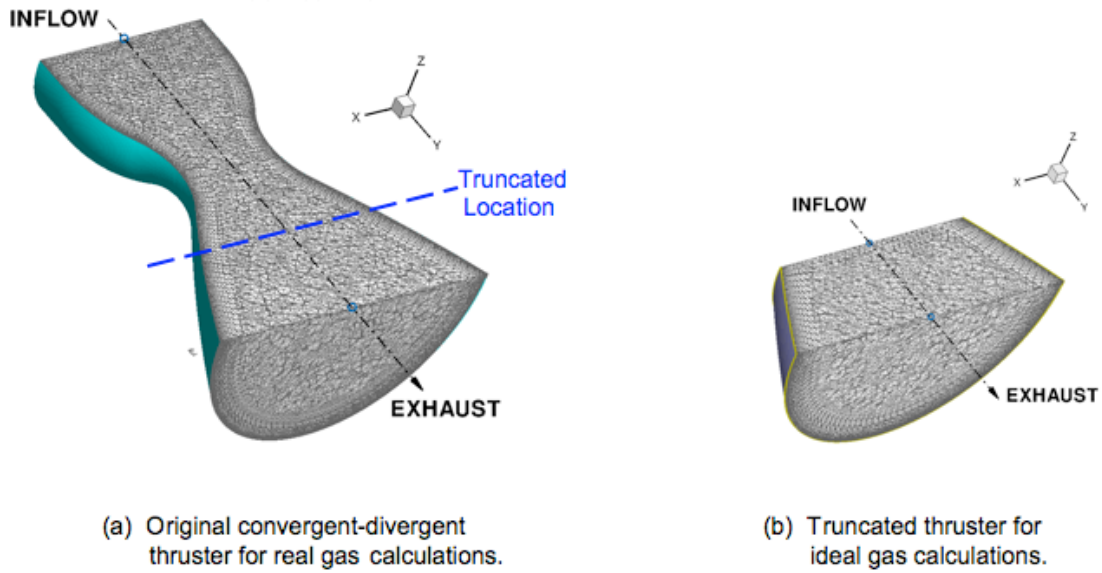 INFLOW
Z
X
Y
Truncated
Location
EXHAUST
Z
X
Y
INFLOW
EXHAUST
(a) Original convergent-divergent
thruster for real gas calculations.
(b) Truncated thruster for
ideal gas calculations.